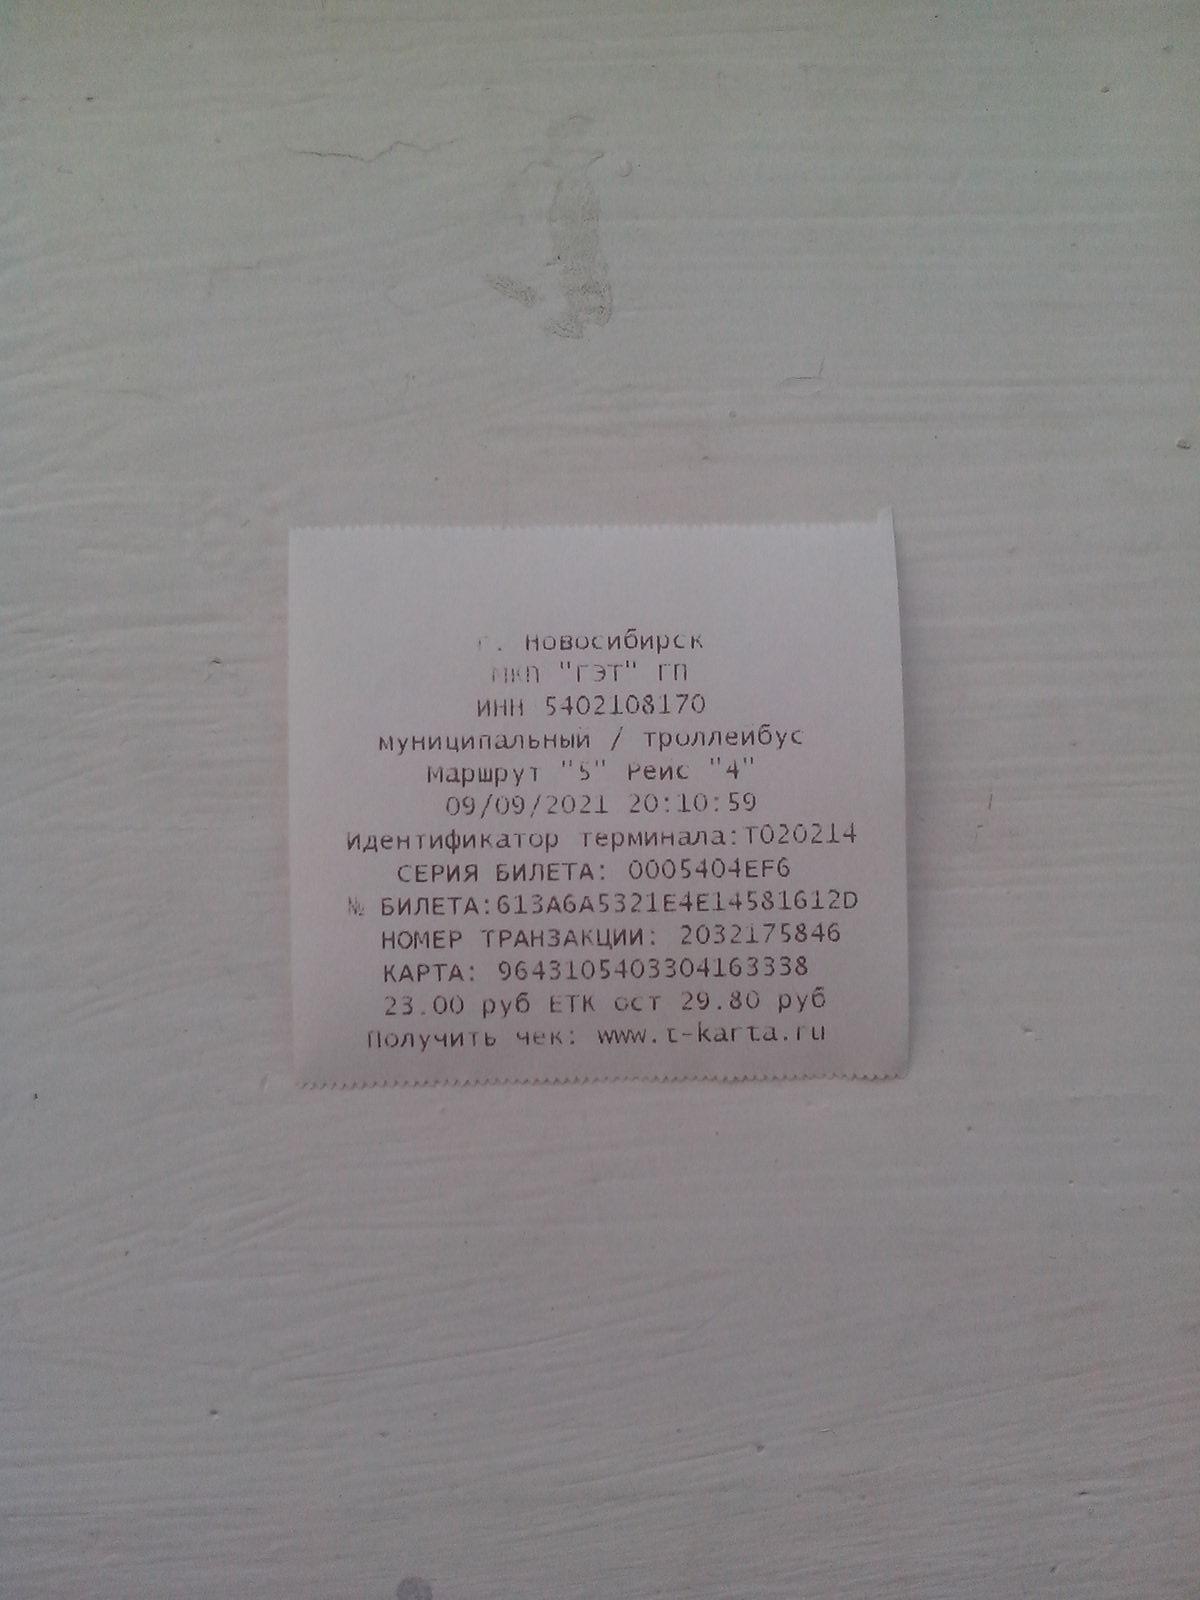 г. Новосибирск
МКП "ГЭТ" ГП
ИНН 5402108170
муниципальный / троллейбус
Маршрут "5" Рейс "4"
09/09/2021 20:10:59
Идентификатор терминала:T020214
СЕРИЯ БИЛЕТА: 0005404EF6
№ БИЛЕТА:613A6A5321E4E14581612D
НОМЕР ТРАНЗАКЦИИ: 2032175846
КАРТА: 9643105403304163338
23.00 руб ЕТК ост 29.80 руб
Получить чек: www.t-karta.ru